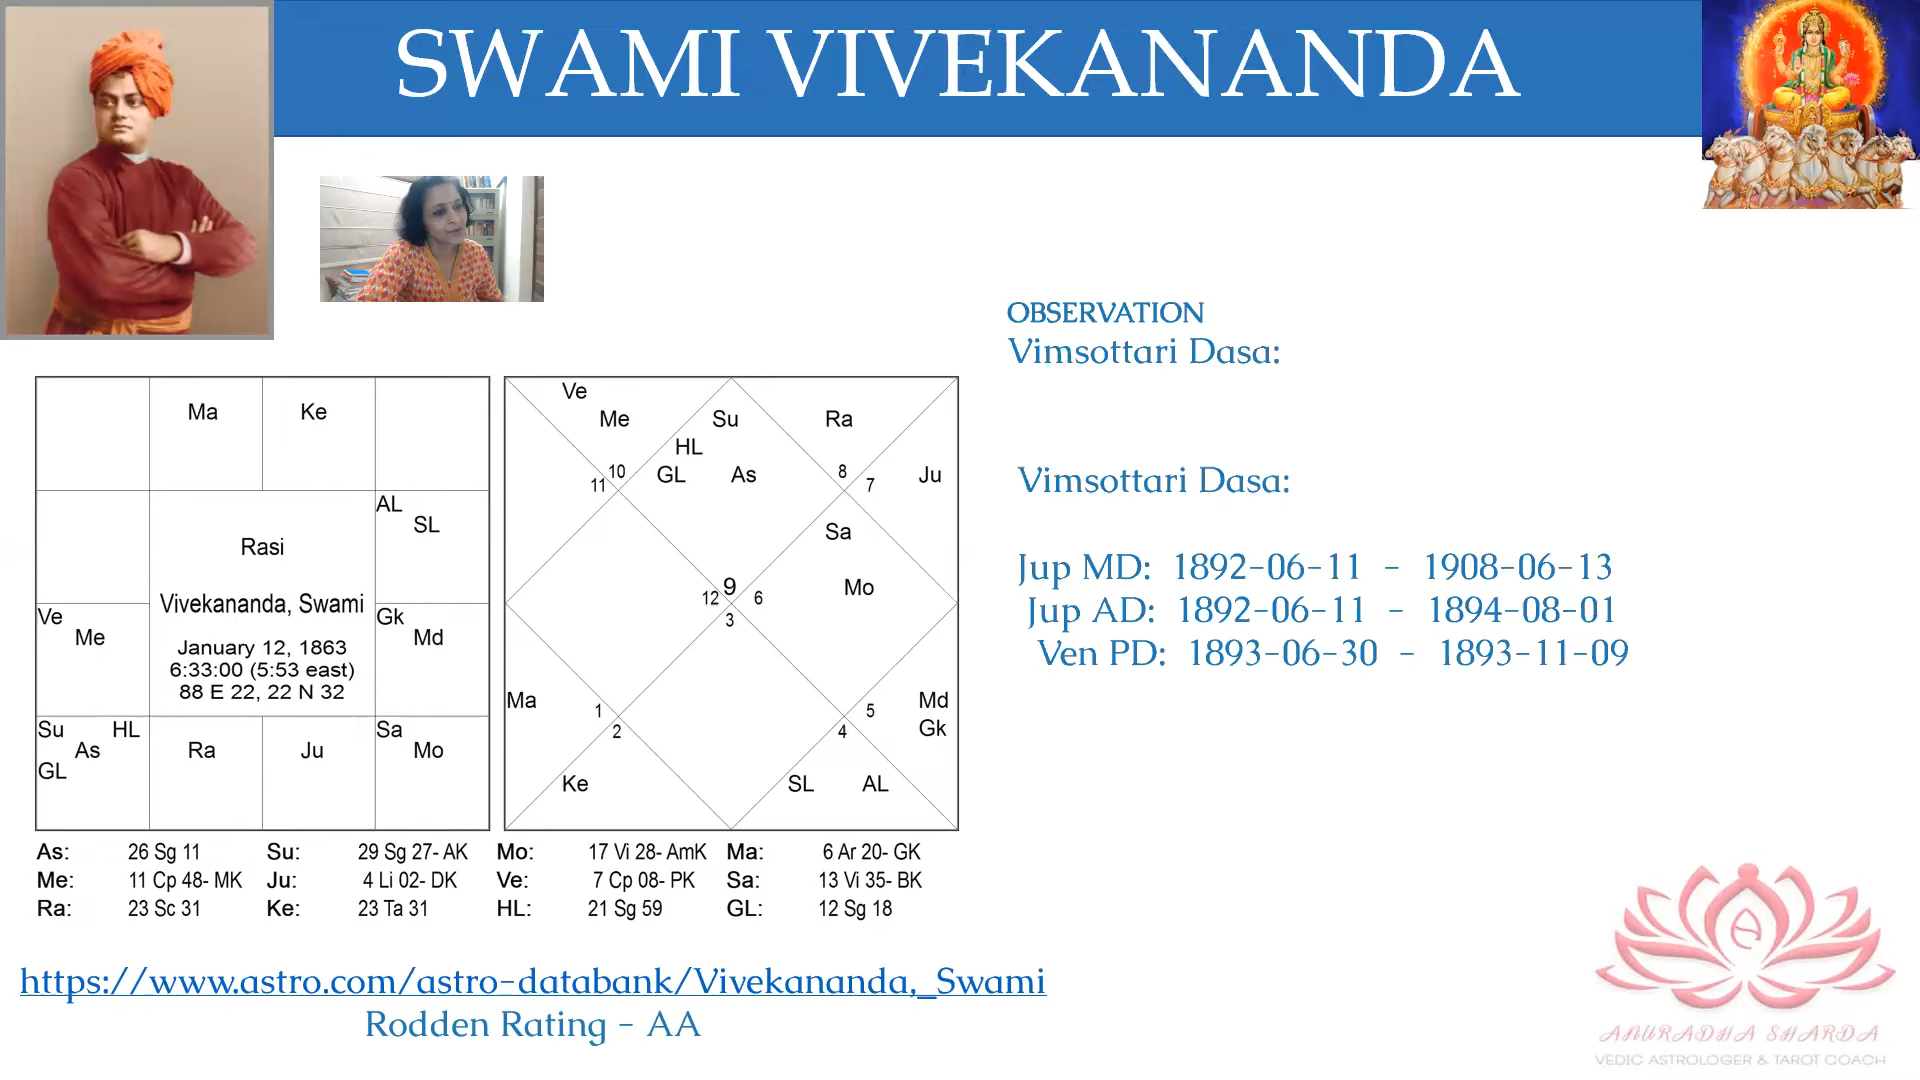 SWAMI VIVEKANANDA
OBSERVATION
Vimsottari Dasa:
Vimsottari Dasa:
Jup MD: 1892-06-11 - 1908-06-13
Jup AD: 1892-06-11 - 1894-08-01
Ven PD: 1893-06-30 - 1893-11-09
Ma Ke
AL
SL
Rasi
Vivekananda, Swami
January 12, 1863
6:33:00 (5:53 east)
88 E 22, 22 N 32
Ve
Me
Gk
Md
Su HL
As
GL
Ra
Ju
Sa
Mo
Ve
Me
Su
HL
GL As
Ra
Ju
10
11
8
7
Sa
Mo
9
12
6
3
Ma
1
2
5
4
Md
Gk
Ke
SL AL
As: 26 Sg 11 Su: 29 Sg 27- AK Mo: 17 Vi 28- AmK Ma: 6 Ar 20- GK
Me: 11 Cp 48- MK Ju: 4 Li 02- DK Ve: 7 Cp 08- PK Sa: 13 Vi 35- BK
Ra: 23 Sc 31 Ke: 23 Ta 31 HL: 21 Sg 59 GL: 12 Sg 18
https://www.astro.com/astro-databank/Vivekananda,_Swami
Rodden Rating - AA
ANURADHA SHARDA
VEDIC ASTROLOGER & TAROT COACH